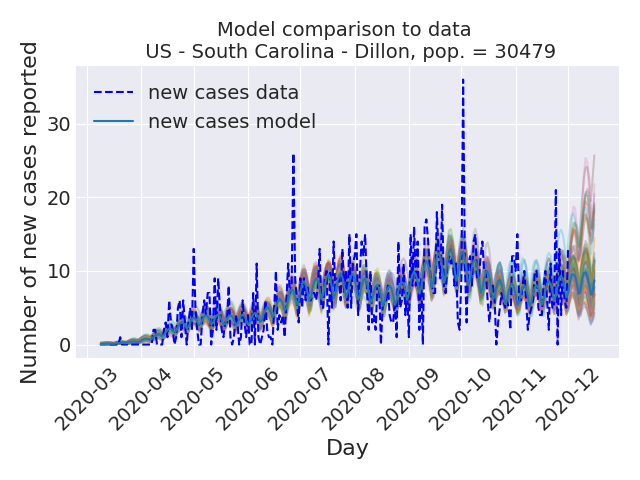 Model comparison to data
US - South Carolina - Dillon, pop. = 30479
Number of new cases reported
new cases data
new cases model
30
20
10
0
2020-03
2020-04
2020-05
2020-06
2020-07
2020-08
2020-09
2020-10
2020-11
2020-12
Day